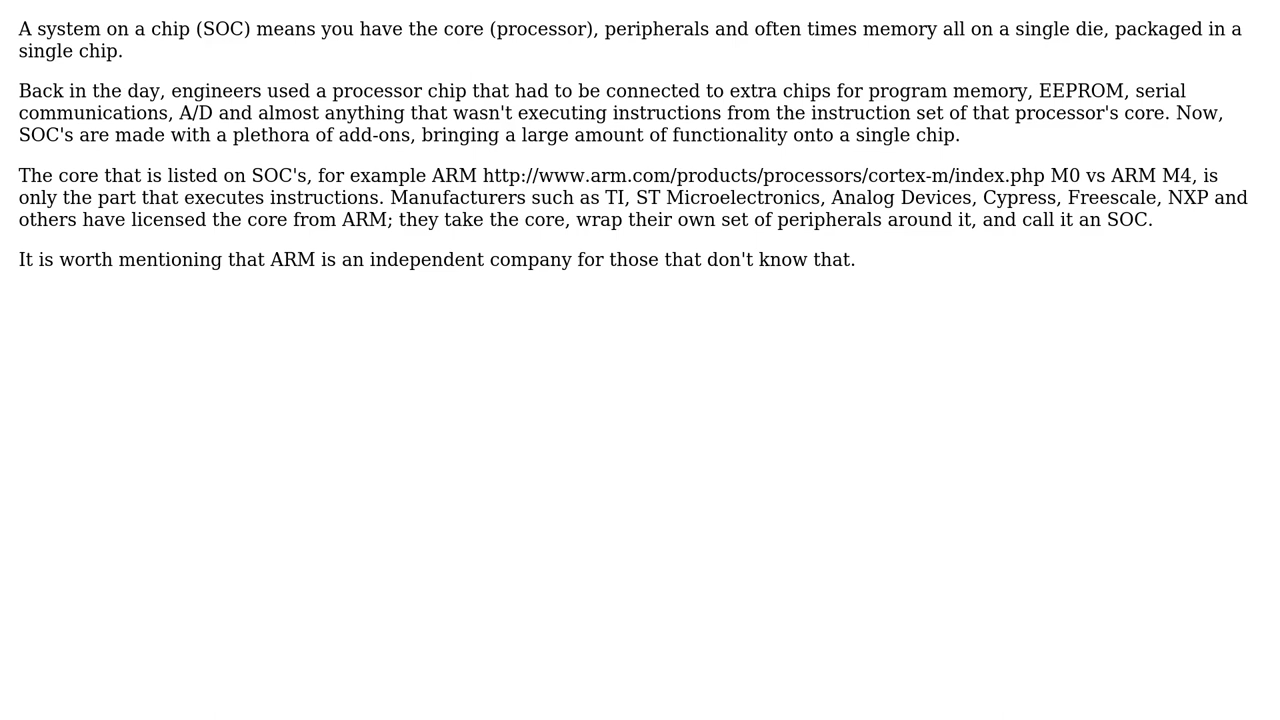 A system on a chip (SOC) means you have the core (processor), peripherals and often times memory all on a single die, packaged in a
single chip.
Back in the day, engineers used a processor chip that had to be connected to extra chips for program memory, EEPROM, serial
communications, A/D and almost anything that wasn't executing instructions from the instruction set of that processor's core. Now,
SOC's are made with a plethora of add-ons, bringing a large amount of functionality onto a single chip.
The core that is listed on SOC's, for example ARM http://www.arm.com/products/processors/cortex-m/index.php M0 vs ARM M4, is
only the part that executes instructions. Manufacturers such as TI, ST Microelectronics, Analog Devices, Cypress, Freescale, NXP and
others have licensed the core from ARM; they take the core, wrap their own set of peripherals around it, and call it an SOC.
It is worth mentioning that ARM is an independent company for those that don't know that.